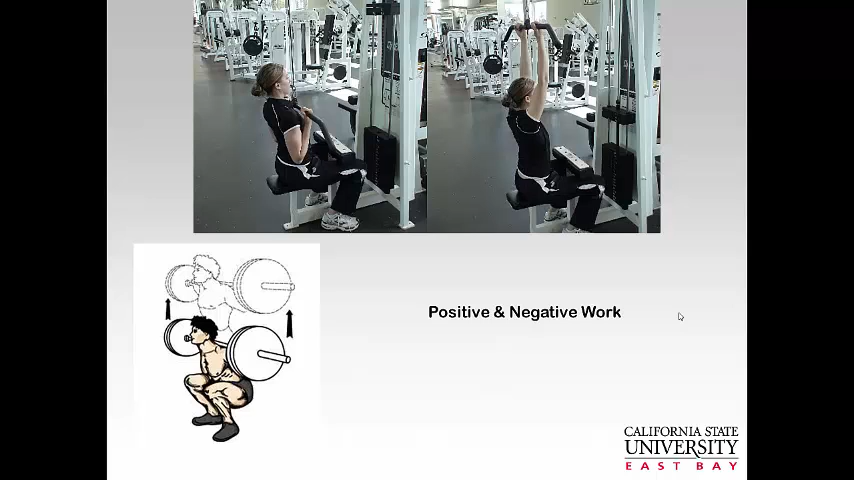 Positive & Negative Work
CALIFORNIA STATE
UNIVERSITY
EAST BAY